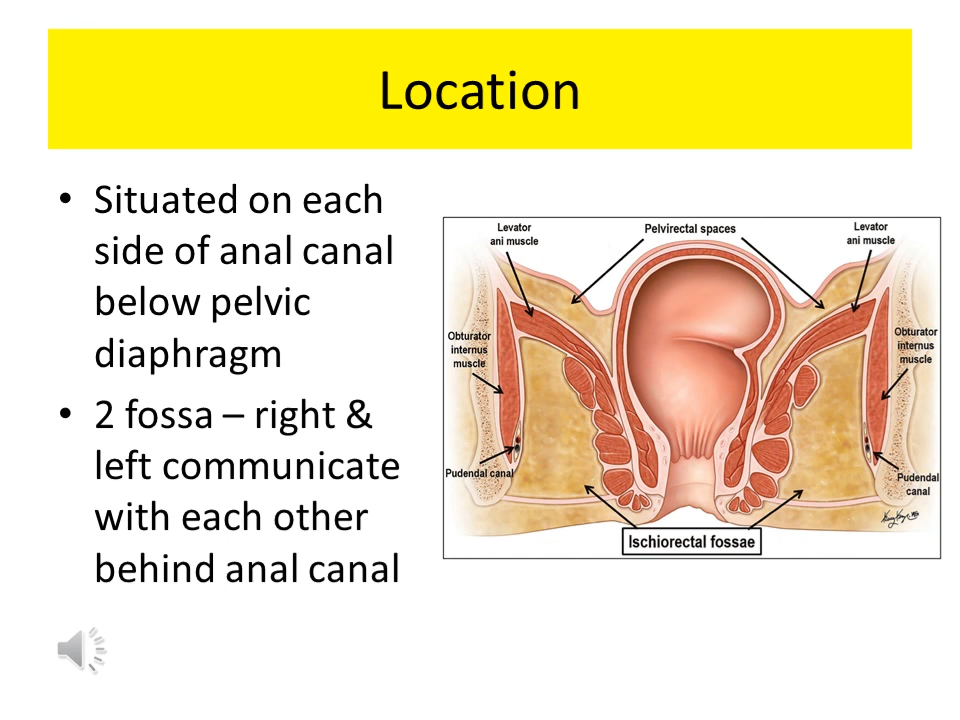 Location
• Situated on each
side of anal canal
below pelvic
diaphragm
• 2 fossa – right &
left communicate
with each other
behind anal canal
Levator
ani muscle
Pelvirectal spaces
Levator
ani muscle
Obturator
internus
muscle
Obturator
internus
muscle
Pudendal canal
Pudendal
canal
Ischiorectal fossae